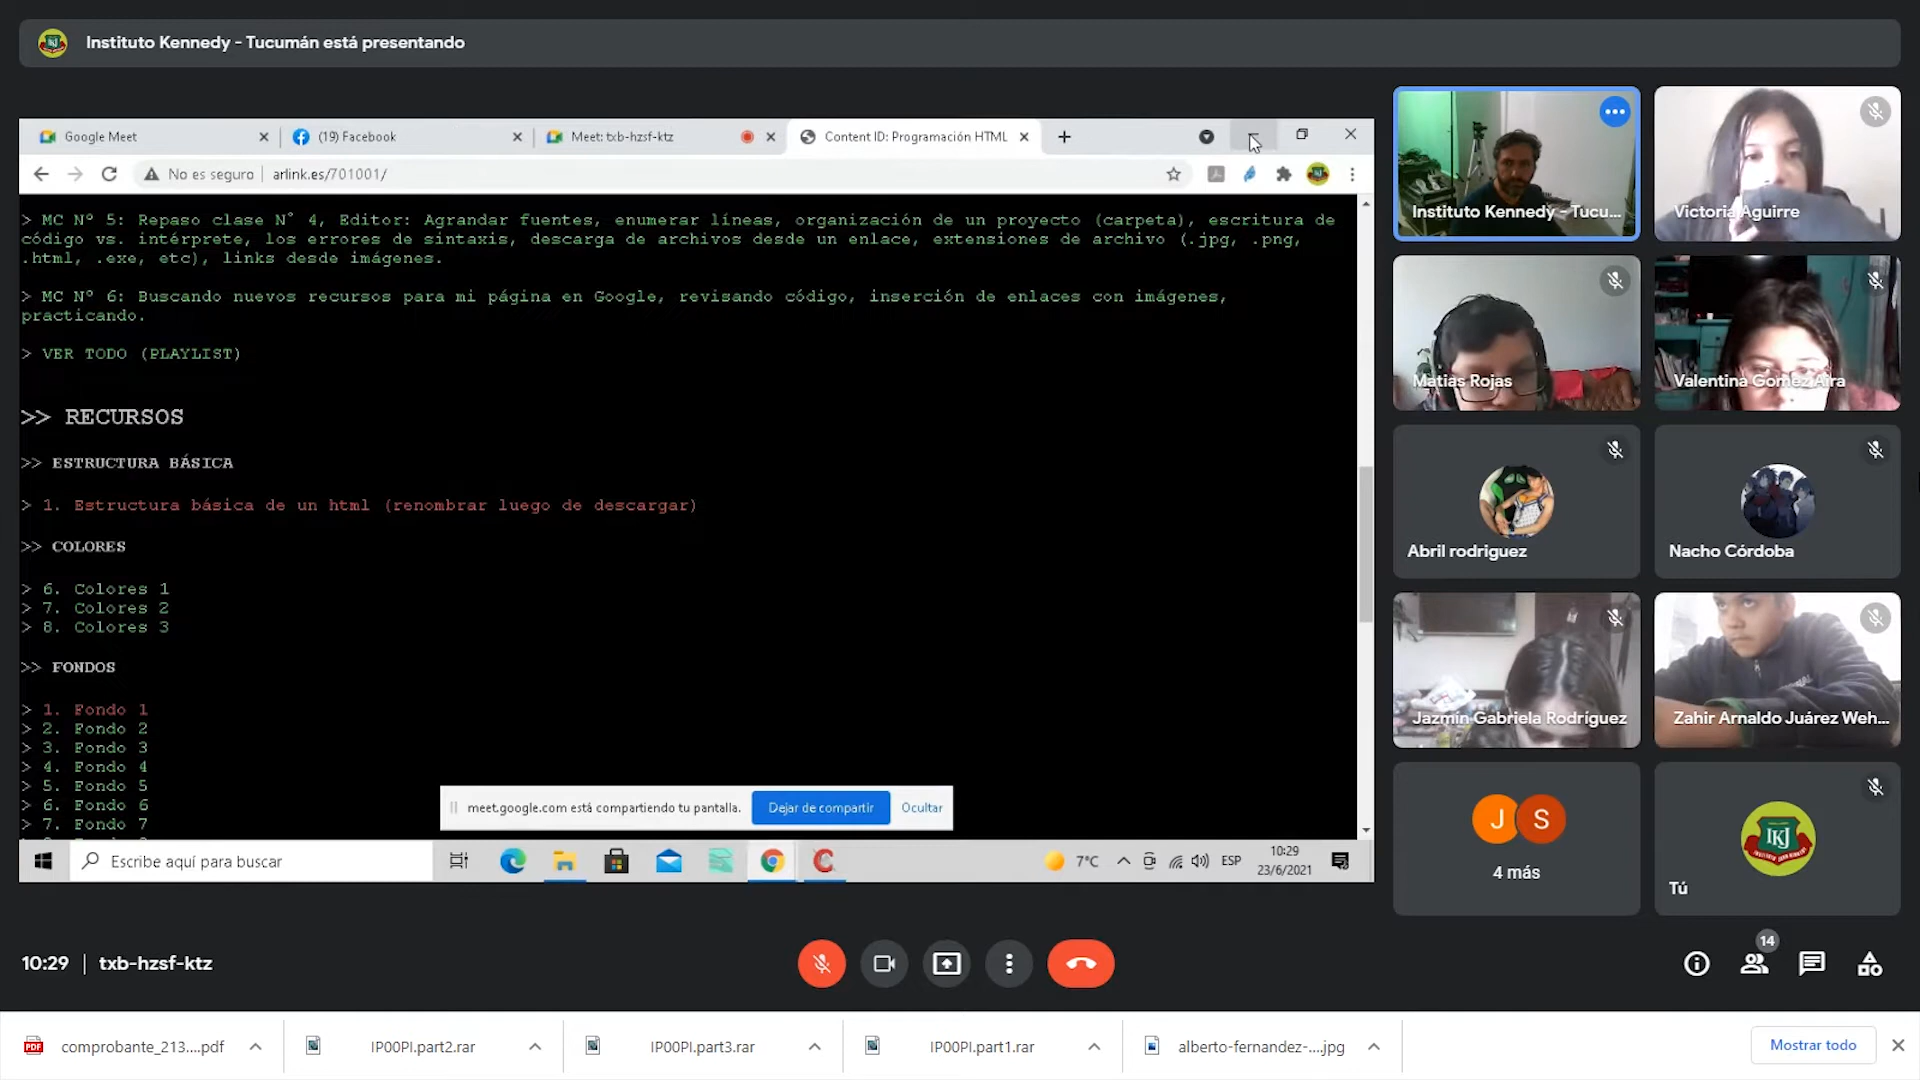 Instituto Kennedy - Tucumán está presentando
Google Meet
(19) Facebook
Meet: txb-hzsf-ktz
Content ID: Programación HTML
No es seguro
arlink.es/701001/
> MC Nº 5: Repaso clase N° 4, Editor: Agrandar fuentes, enumerar líneas, organización de un proyecto (carpeta), escritura de
código vs. intérprete, los errores de sintaxis, descarga de archivos desde un enlace, extensiones de archivo (.jpg, .png,
.html, .exe, etc), links desde imágenes.
> MC Nº 6: Buscando nuevos recursos para mi página en Google, revisando código, inserción de enlaces con imágenes,
practicando.
> VER TODO (PLAYLIST)
>> RECURSOS
>> ESTRUCTURA BÁSICA
> 1. Estructura básica de un html (renombrar luego de descargar)
>> COLORES
> 6. Colores 1
> 7. Colores 2
> 8. Colores 3
>> FONDOS
> 1. Fondo 1
> 2. Fondo 2
> 3. Fondo 3
> 4. Fondo 4
> 5. Fondo 5
> 6. Fondo 6
> 7. Fondo 7
meet.google.com está compartiendo tu pantalla.
Dejar de compartir
Ocultar
Escribe aquí para buscar
7°C
ESP
10:29
23/6/2021
Instituto Kennedy - Tucu...
Victoria Aguirre
Matias Rojas
Valentina Gomez Aira
Abril rodriguez
Nacho Córdoba
Jazmín Gabriela Rodríguez
Zahir Arnaldo Juárez Weh...
J
S
4 más
IKJ
Tú
10:29
txb-hzsf-ktz
14
comprobante_213....pdf
IP00PI.part2.rar
IP00PI.part3.rar
IP00PI.part1.rar
alberto-fernandez-....jpg
Mostrar todo